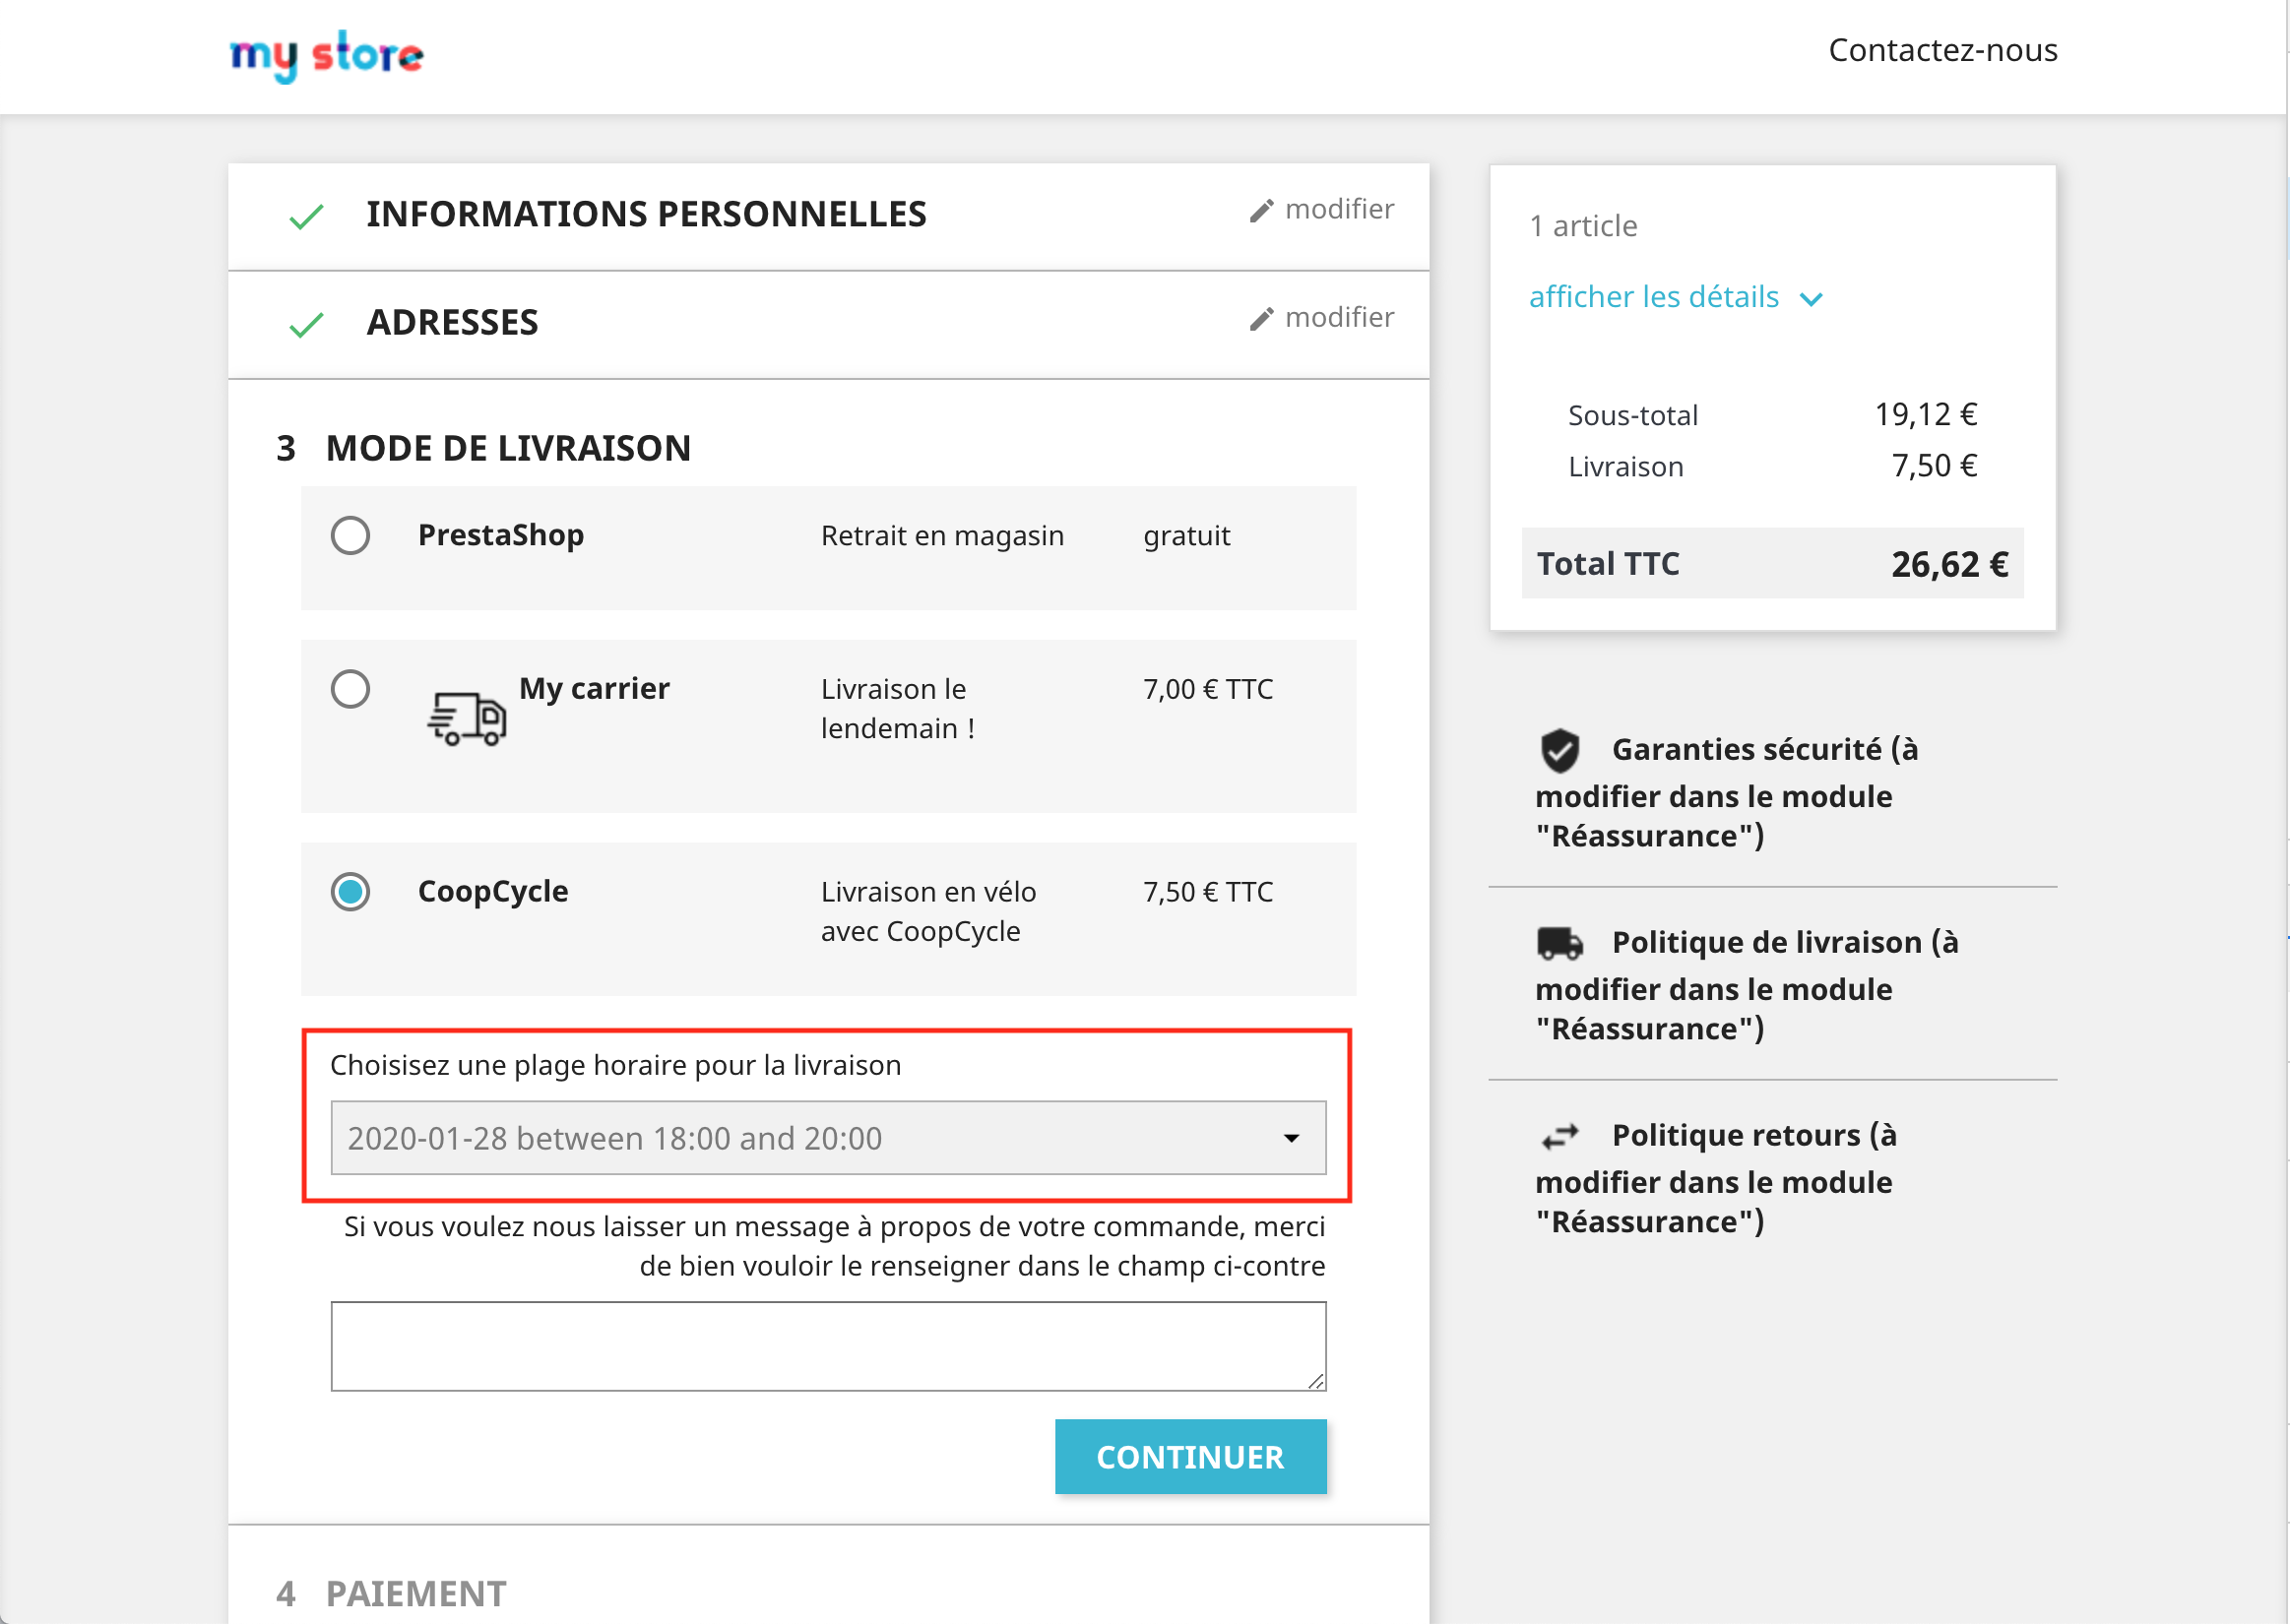 my store
Contactez-nous
INFORMATIONS PERSONNELLES
modifier
ADRESSES
modifier
3 MODE DE LIVRAISON
PrestaShop
Retrait en magasin
gratuit
My carrier
Livraison le
lendemain !
7,00 € TTC
CoopCycle
Livraison en vélo
avec CoopCycle
7,50 € TTC
Choisisez une plage horaire pour la livraison
2020-01-28 between 18:00 and 20:00
Si vous voulez nous laisser un message à propos de votre commande, merci
de bien vouloir le renseigner dans le champ ci-contre
CONTINUER
4 PAIEMENT
1 article
afficher les détails
Sous-total 19,12 €
Livraison 7,50 €
Total TTC 26,62 €
Garanties sécurité (à
modifier dans le module
"Réassurance")
Politique de livraison (à
modifier dans le module
"Réassurance")
Politique retours (à
modifier dans le module
"Réassurance")